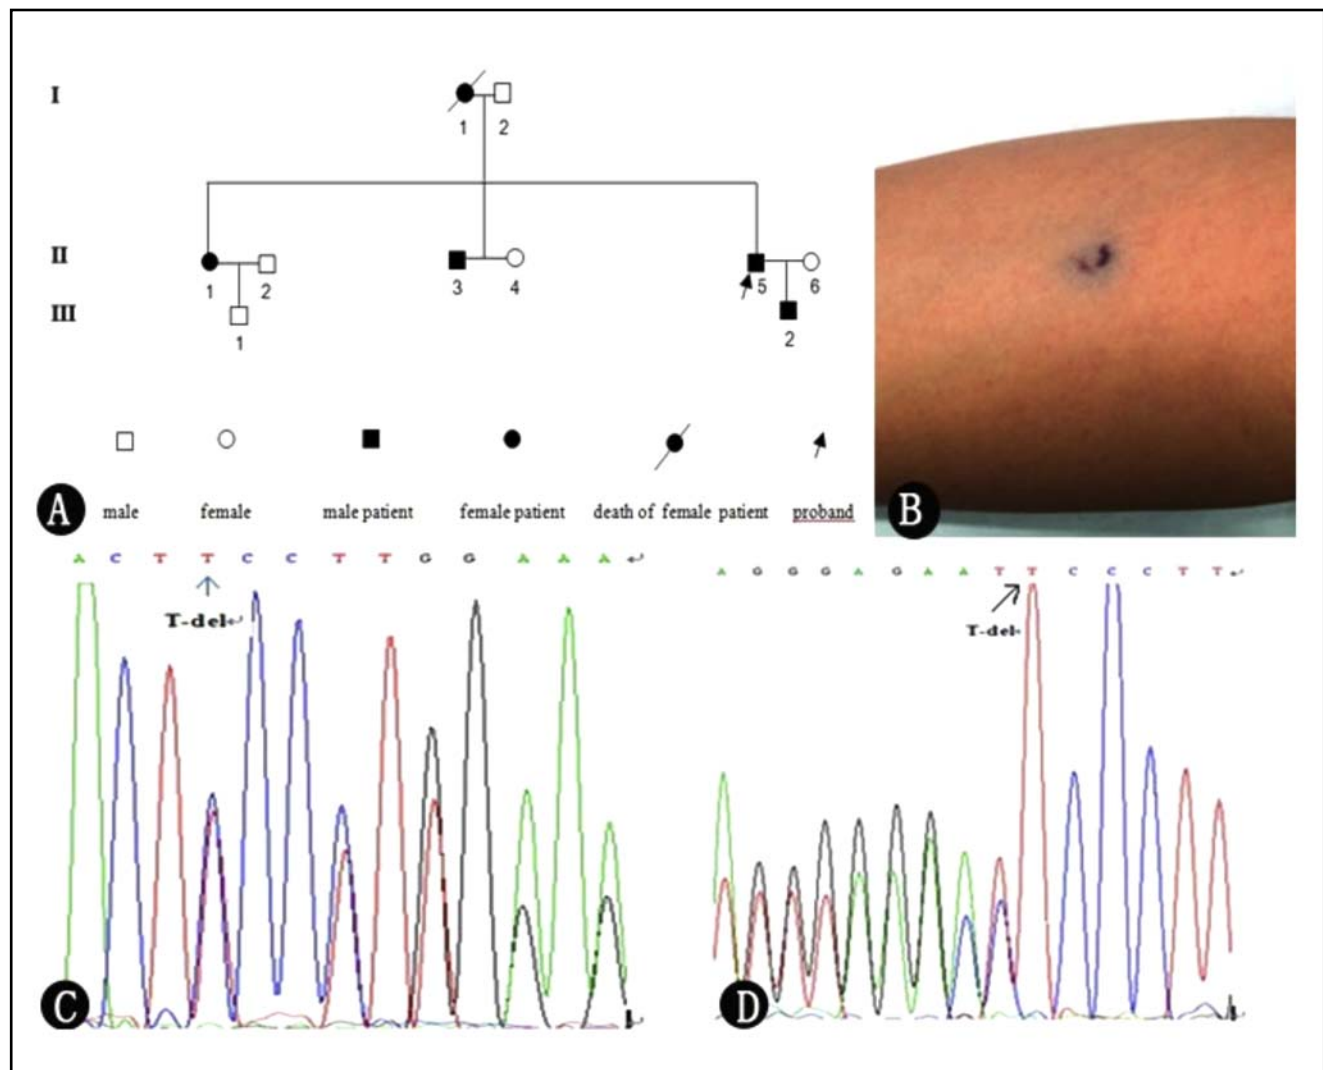 I
1 2
II
1 2 3 4 5 6
III
1 2
A male female male patient female patient death of female patient proband
B
A C T T C C T T G G A A A ↵
T-del↵
C
A G G G A G A A T T C C C T T ↵
T-del-
D